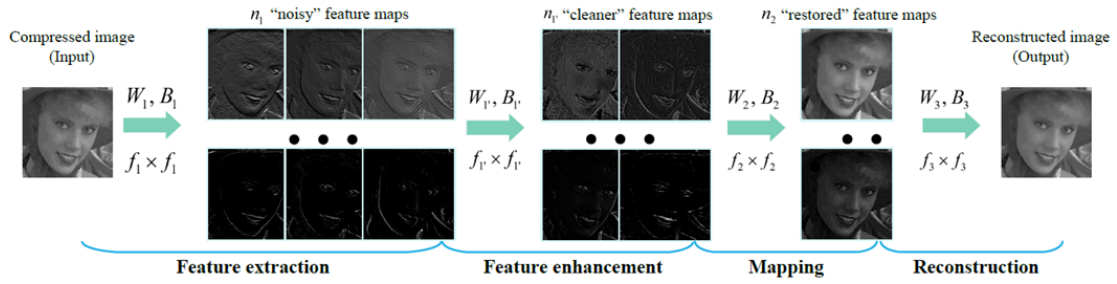 n₁ “noisy” feature maps
n₁' “cleaner” feature maps
n₂ “restored” feature maps
Compressed image
(Input)
Reconstructed image
(Output)
W₁, B₁
W₁', B₁'
W₂, B₂
W₃, B₃
f₁ × f₁
f₁' × f₁'
f₂ × f₂
f₃ × f₃
Feature extraction
Feature enhancement
Mapping
Reconstruction